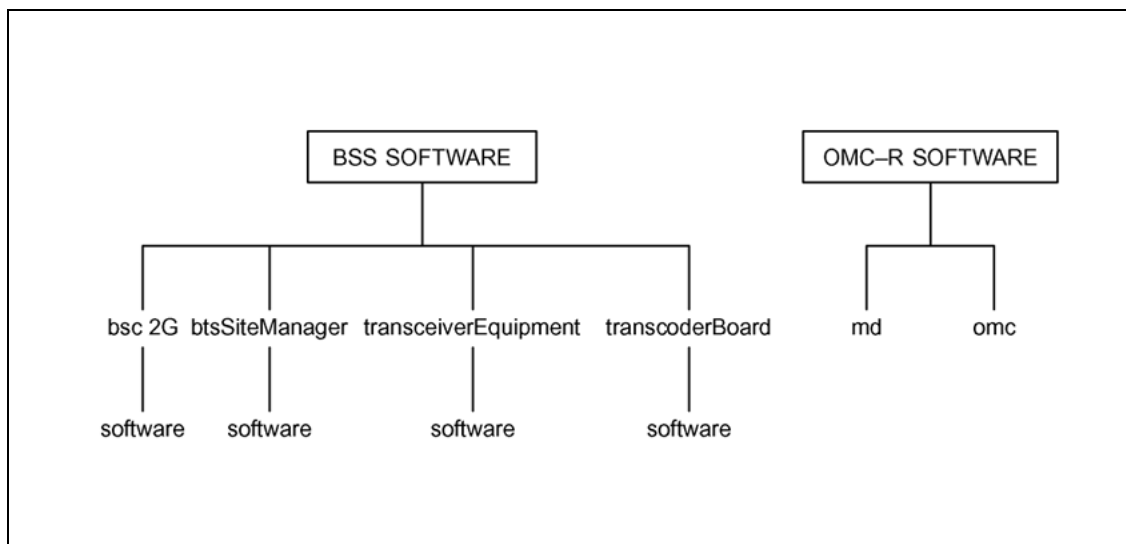 BSS SOFTWARE
OMC–R SOFTWARE
bsc 2G btsSiteManager transceiverEquipment transcoderBoard md omc
software software software software